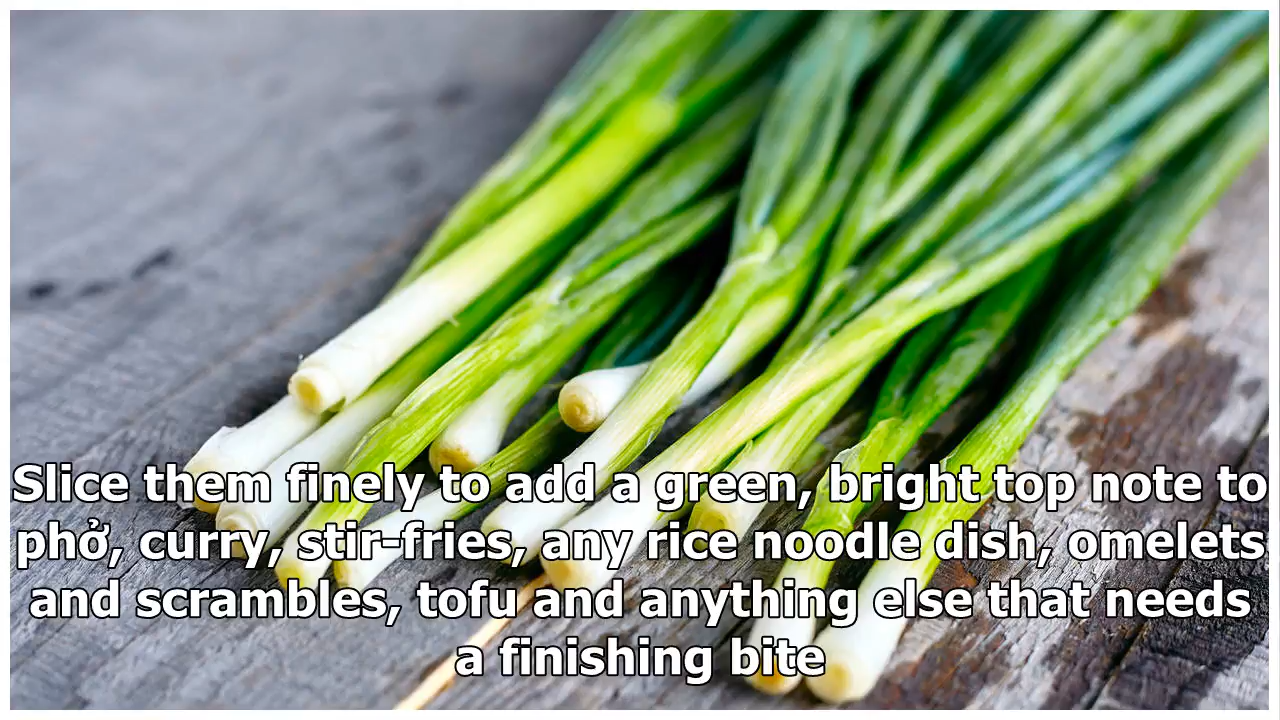 Slice them finely to add a green, bright top note to
phở, curry, stir-fries, any rice noodle dish, omelets
and scrambles, tofu and anything else that needs
a finishing bite